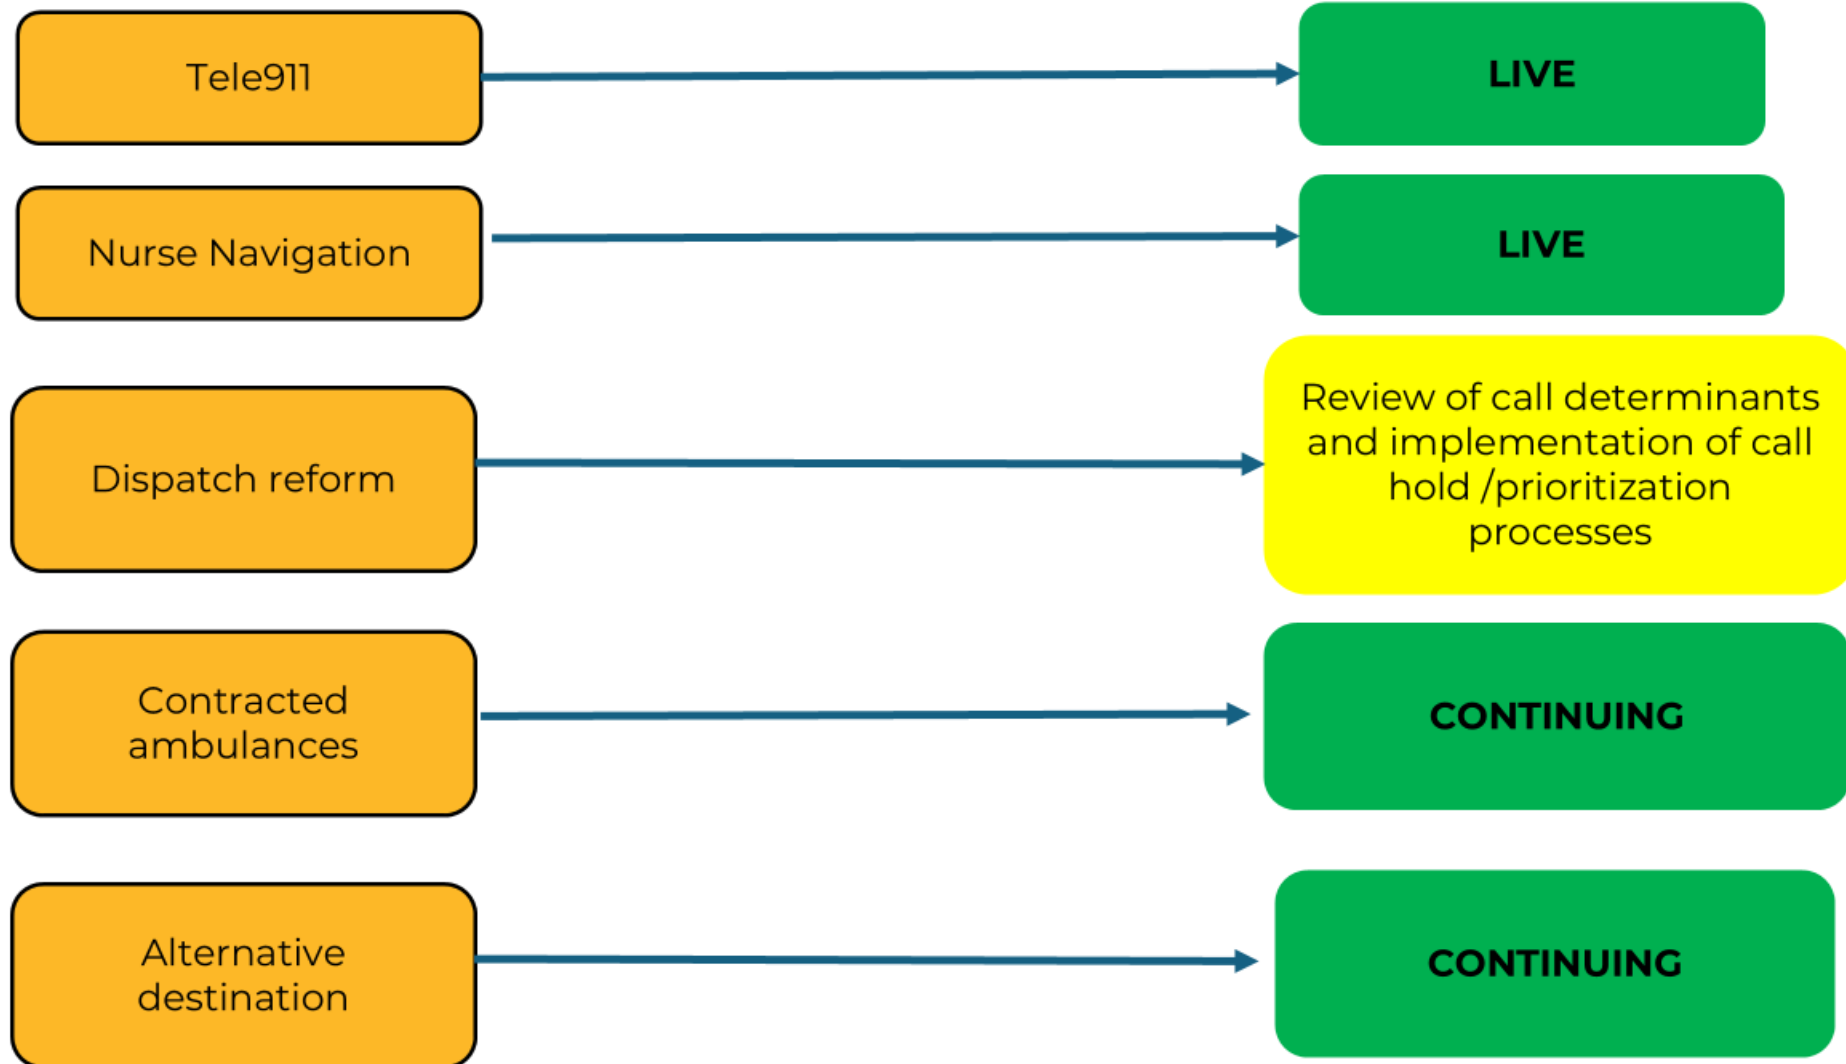 Tele911
LIVE
Nurse Navigation
LIVE
Dispatch reform
Review of call determinants
and implementation of call
hold /prioritization
processes
Contracted
ambulances
CONTINUING
Alternative
destination
CONTINUING